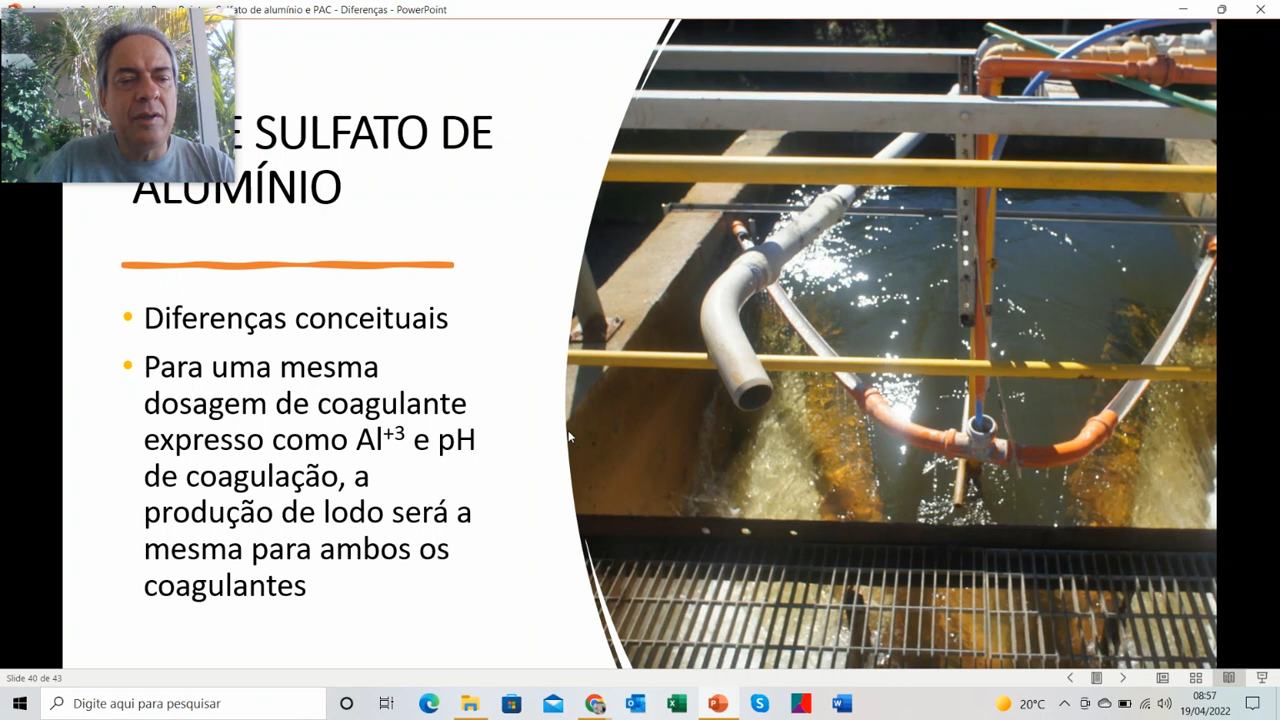 Sulfato de alumínio e PAC - Diferenças - PowerPoint
E SULFATO DE
ALUMÍNIO
• Diferenças conceituais
• Para uma mesma
dosagem de coagulante
expresso como Al+3 e pH
de coagulação, a
produção de lodo será a
mesma para ambos os
coagulantes
Slide 40 de 43
Digite aqui para pesquisar
20°C
08:57
19/04/2022